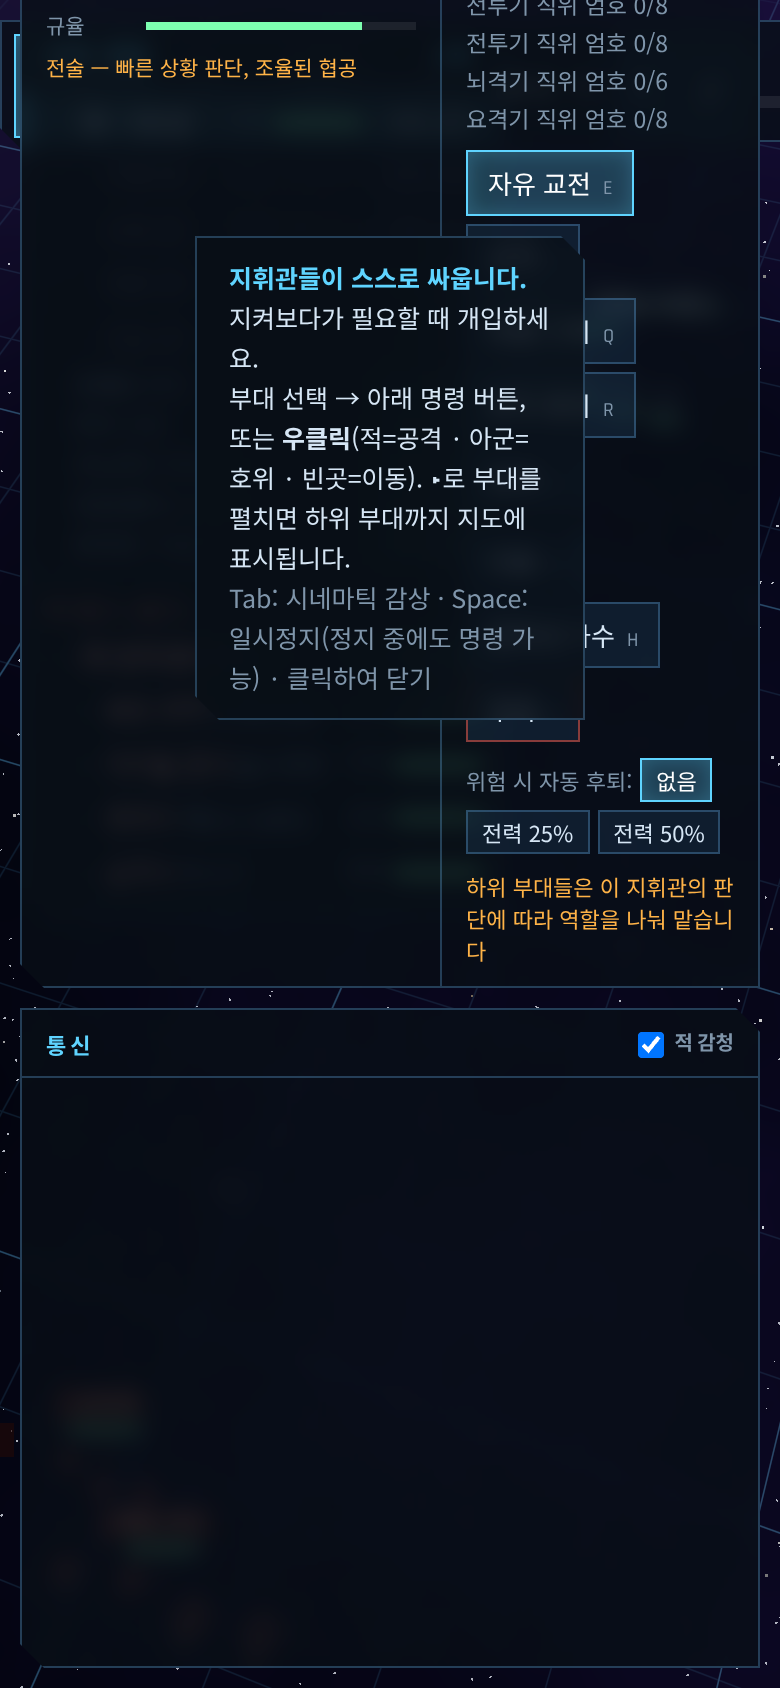 규율
전술 — 빠른 상황 판단, 조율된 협공
전투기 직위 엄호 0/8
전투기 직위 엄호 0/8
뇌격기 직위 엄호 0/6
요격기 직위 엄호 0/8
자유 교전 E
Q
R
지휘관들이 스스로 싸웁니다.
지켜보다가 필요할 때 개입하세
요.
부대 선택 → 아래 명령 버튼,
또는 우클릭(적=공격 · 아군=
호위 · 빈곳=이동). ▸로 부대를
펼치면 하위 부대까지 지도에
표시됩니다.
Tab: 시네마틱 감상 · Space:
일시정지(정지 중에도 명령 가
능) · 클릭하여 닫기
수 H
위험 시 자동 후퇴: 없음
전력 25% 전력 50%
하위 부대들은 이 지휘관의 판
단에 따라 역할을 나눠 맡습니
다
통신
적 감청